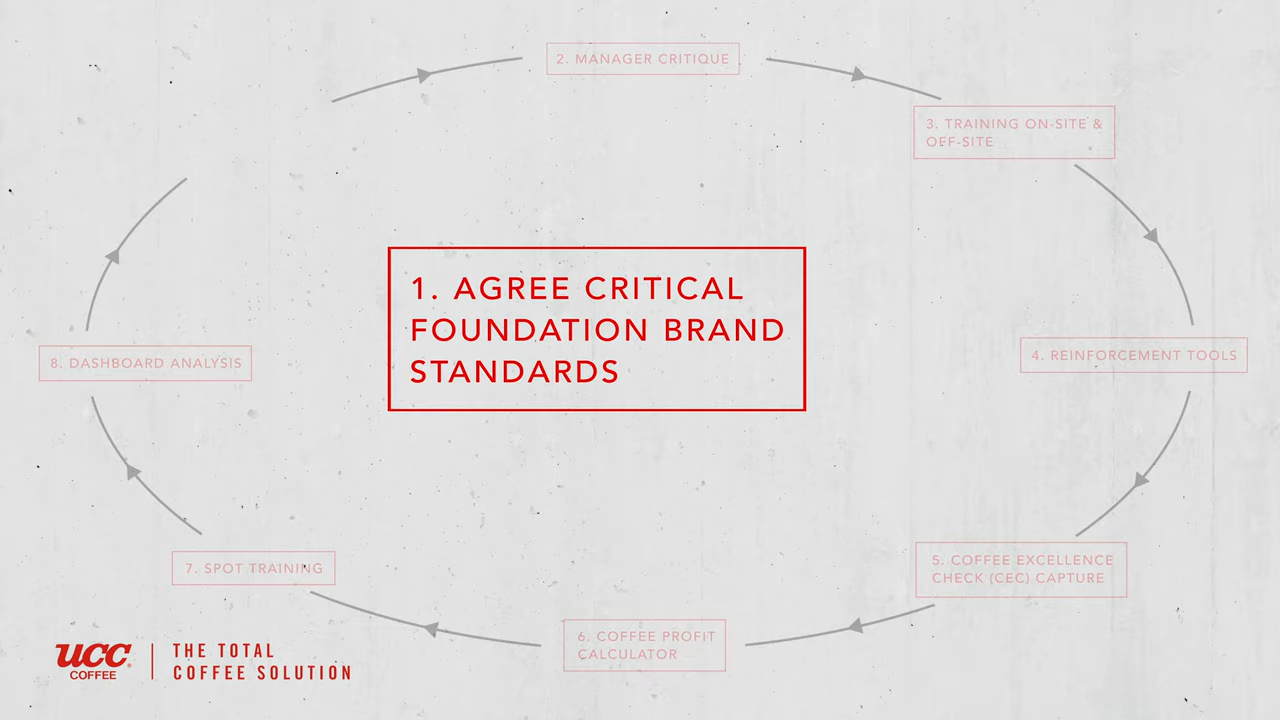 2. MANAGER CRITIQUE
3. TRAINING ON-SITE &
OFF-SITE
1. AGREE CRITICAL
FOUNDATION BRAND
STANDARDS
4. REINFORCEMENT TOOLS
8. DASHBOARD ANALYSIS
5. COFFEE EXCELLENCE
CHECK (CEC) CAPTURE
7. SPOT TRAINING
6. COFFEE PROFIT
CALCULATOR
UCC®
COFFEE
THE TOTAL
COFFEE SOLUTION